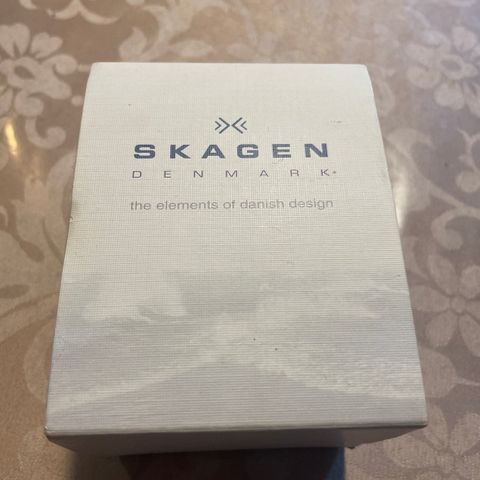 SKAGEN
DENMARK
the elements of danish design